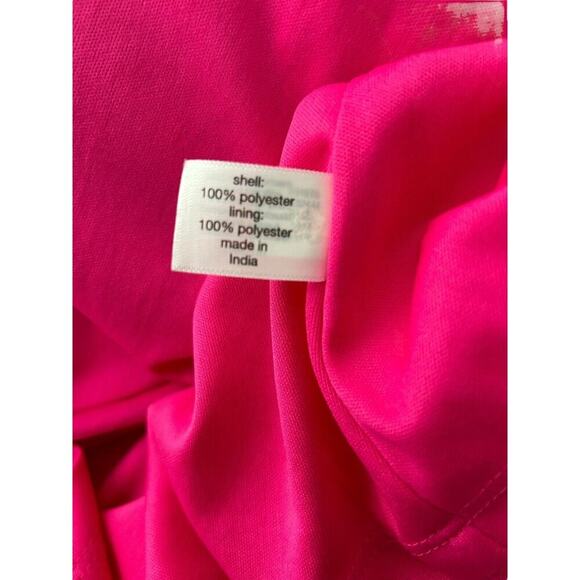 shell:
100% polyester
lining:
100% polyester
made in
India